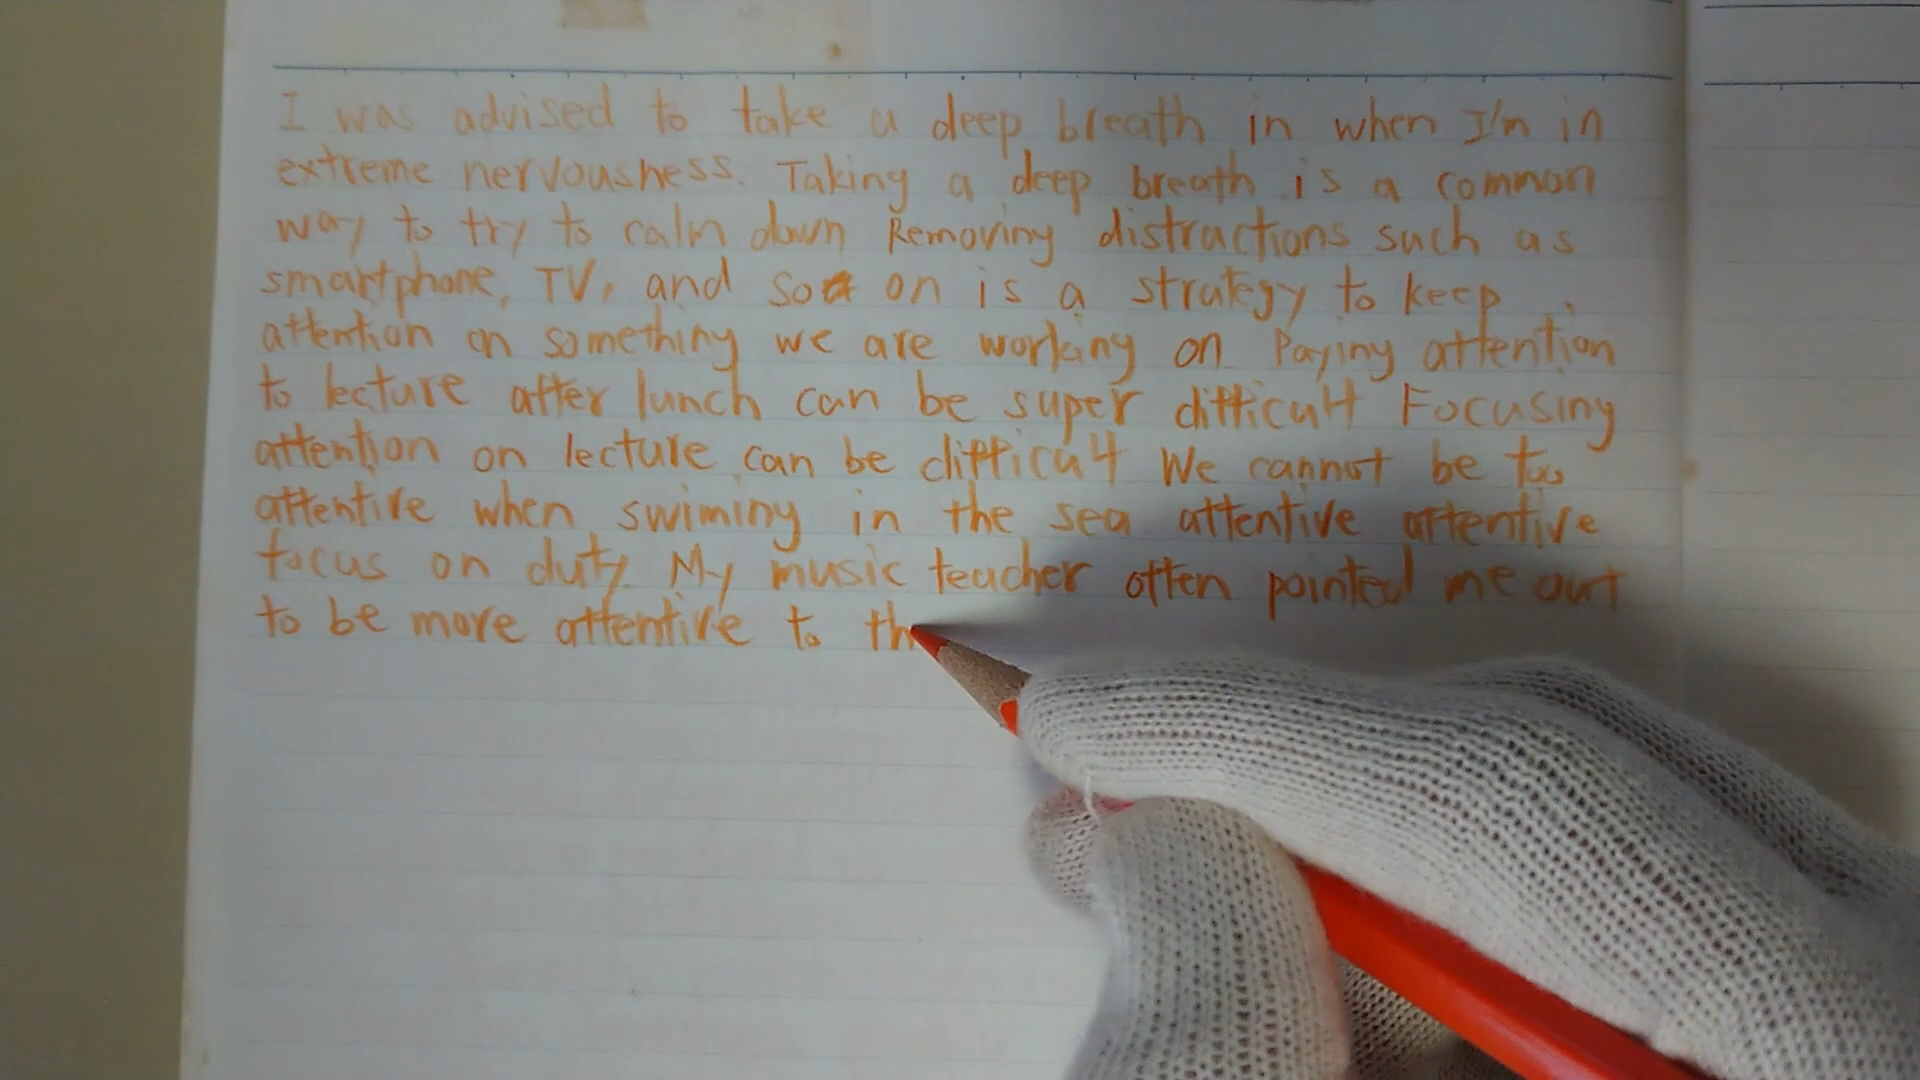 I was advised to take a deep breath in when I'm in
extreme nervousness. Taking a deep breath is a common
way to try to calm down Removing distractions such as
smartphone, TV, and so on is a strategy to keep
attention on something we are working on Paying attention
to lecture after lunch can be super difficult Focusing
attention on lecture can be difficult We cannot be too
attentive when swiming in the sea attentive attentive
focus on duty My music teacher often pointed me out
to be more attentive to th